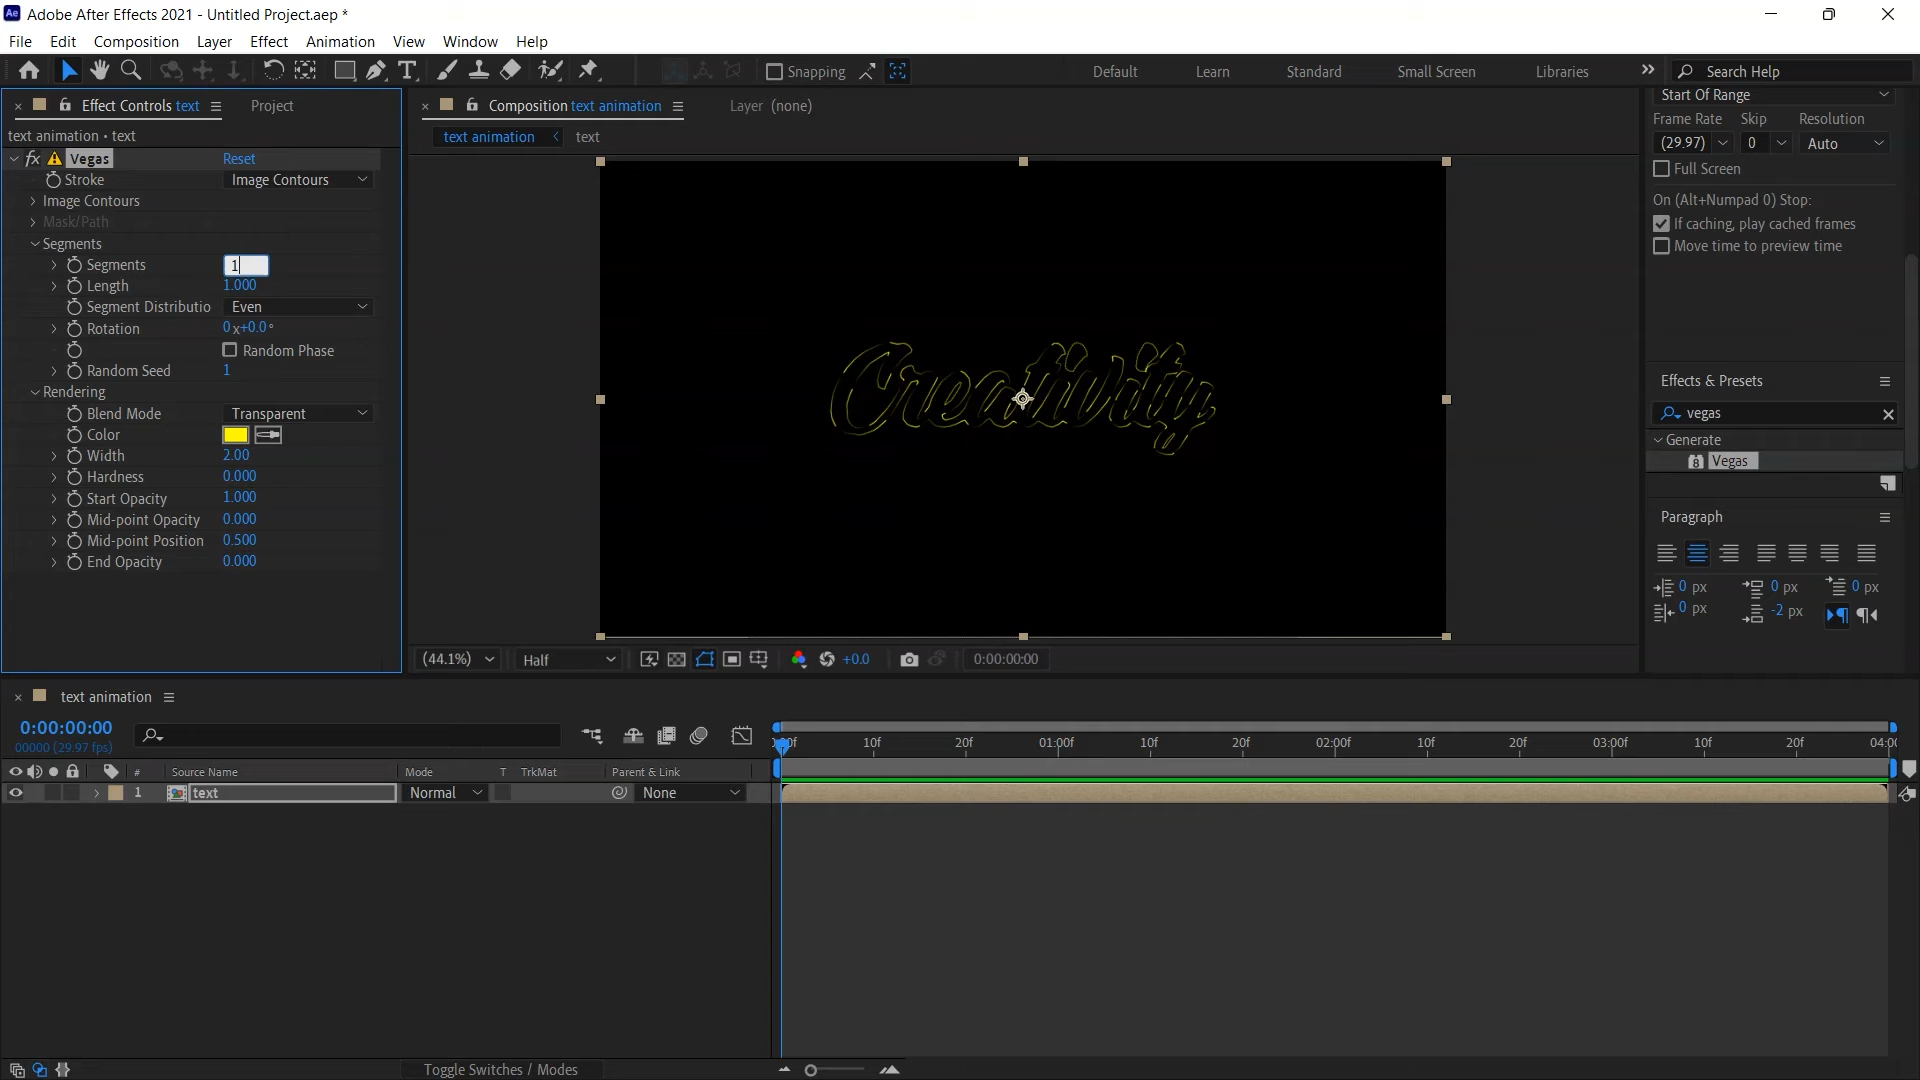 Adobe After Effects 2021 - Untitled Project.aep *
File Edit Composition Layer Effect Animation View Window Help
Snapping
Default Learn Standard Small Screen Libraries
Search Help
Effect Controls text
Project
text animation • text
fx Vegas Reset
Stroke Image Contours
Image Contours
Mask/Path
Segments
Segments 1
Length 1.000
Segment Distributio Even
Rotation 0x+0.0°
Random Phase
Random Seed 1
Rendering
Blend Mode Transparent
Color
Width 2.00
Hardness 0.000
Start Opacity 1.000
Mid-point Opacity 0.000
Mid-point Position 0.500
End Opacity 0.000
Composition text animation
Layer (none)
text animation text
Creativity
(44.1%) Half +0.0 0:00:00:00
Start Of Range
Frame Rate Skip Resolution
(29.97) 0 Auto
Full Screen
On (Alt+Numpad 0) Stop:
If caching, play cached frames
Move time to preview time
Effects & Presets
vegas
Generate
8 Vegas
Paragraph
0 px 0 px 0 px
0 px -2 px
text animation
0:00:00:00
00000 (29.97 fps)
# Source Name Mode T TrkMat Parent & Link
1 text Normal None
10f 20f 01:00f 10f 20f 02:00f 10f 20f 03:00f 10f 20f
Toggle Switches / Modes